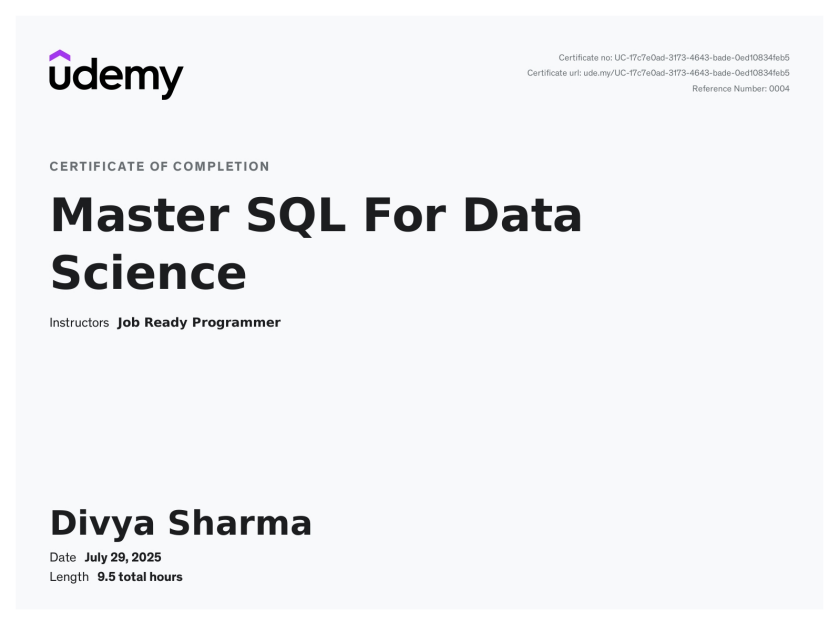 udemy
Certificate no: UC-17c7e0ad-3173-4643-bade-0ed10834feb5
Certificate url: ude.my/UC-17c7e0ad-3173-4643-bade-0ed10834feb5
Reference Number: 0004
CERTIFICATE OF COMPLETION
Master SQL For Data
Science
Instructors Job Ready Programmer
Divya Sharma
Date July 29, 2025
Length 9.5 total hours